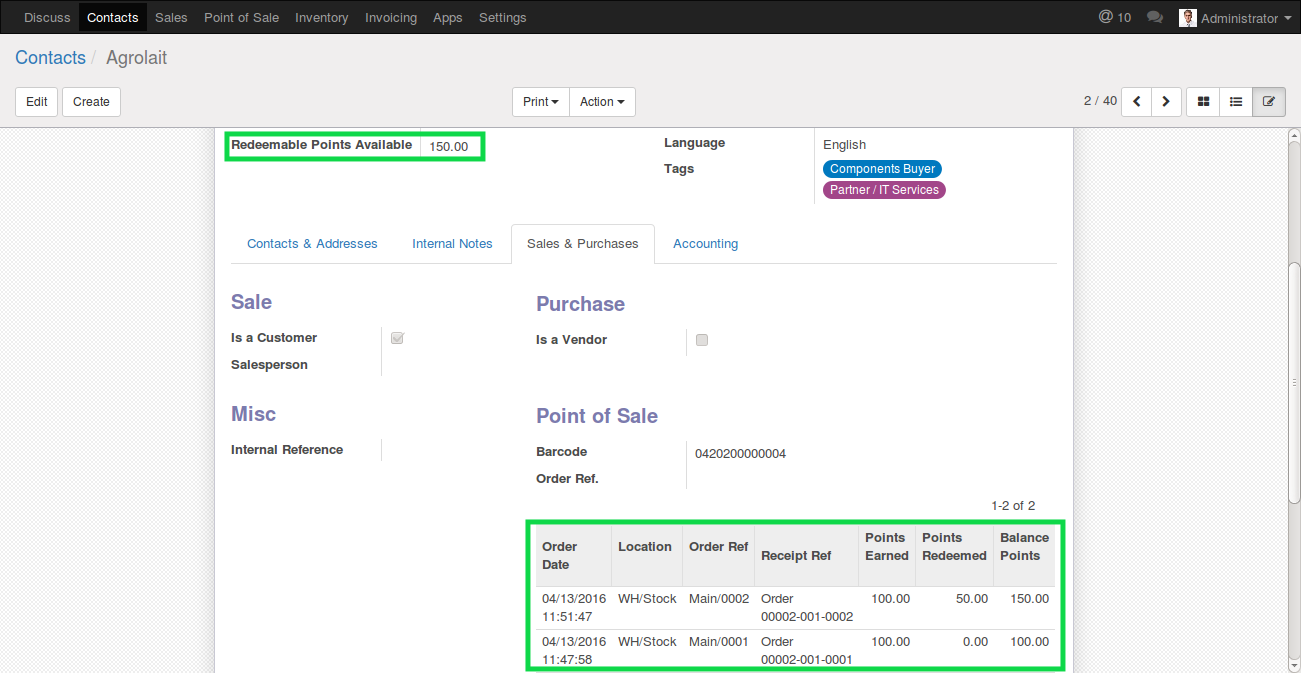 Discuss Contacts Sales Point of Sale Inventory Invoicing Apps Settings @ 10 Administrator
Contacts / Agrolait
Edit Create Print Action 2 / 40
Redeemable Points Available 150.00
Language English
Tags Components Buyer
Partner / IT Services
Contacts & Addresses Internal Notes Sales & Purchases Accounting
Sale
Is a Customer
Salesperson
Purchase
Is a Vendor
Misc
Internal Reference
Point of Sale
Barcode 0420200000004
Order Ref.
1-2 of 2
Order Date Location Order Ref Receipt Ref Points Earned Points Redeemed Balance Points
04/13/2016 WH/Stock Main/0002 Order 100.00 50.00 150.00
11:51:47 00002-001-0002
04/13/2016 WH/Stock Main/0001 Order 100.00 0.00 100.00
11:47:58 00002-001-0001